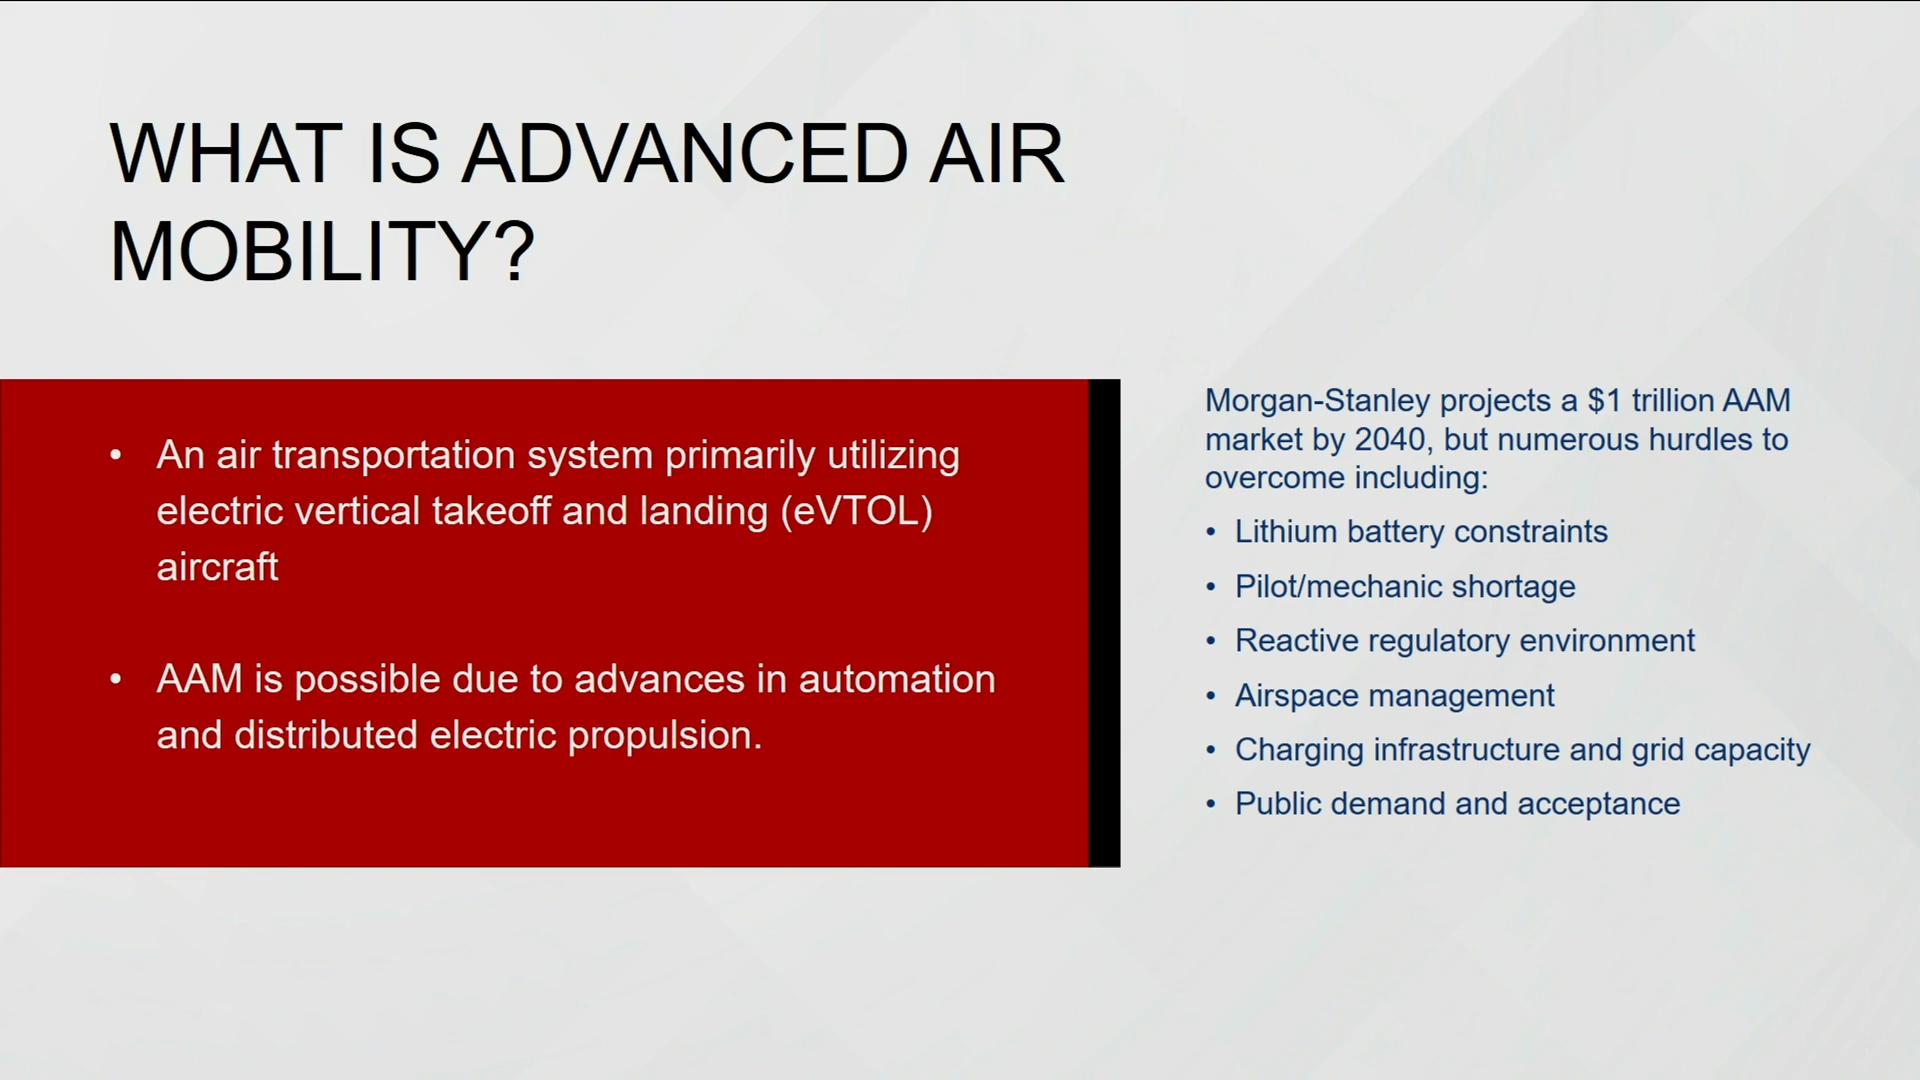 WHAT IS ADVANCED AIR
MOBILITY?
• An air transportation system primarily utilizing
electric vertical takeoff and landing (eVTOL)
aircraft
• AAM is possible due to advances in automation
and distributed electric propulsion.
Morgan-Stanley projects a $1 trillion AAM
market by 2040, but numerous hurdles to
overcome including:
• Lithium battery constraints
• Pilot/mechanic shortage
• Reactive regulatory environment
• Airspace management
• Charging infrastructure and grid capacity
• Public demand and acceptance